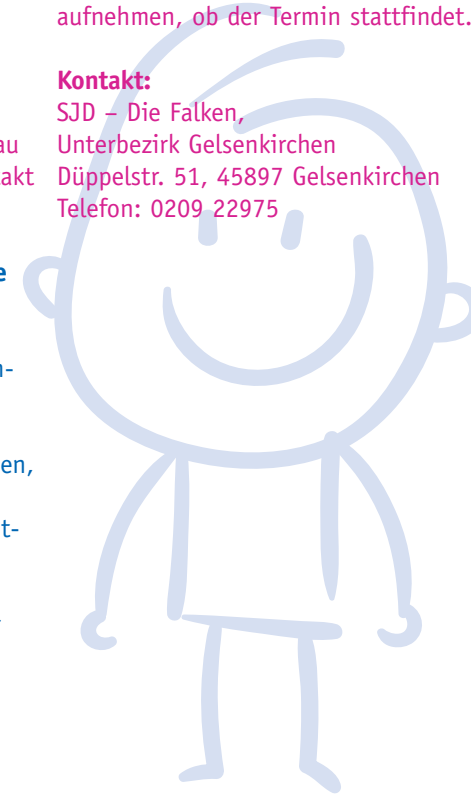 aufnehmen, ob der Termin stattfindet.
Kontakt:
SJD – Die Falken,
Unterbezirk Gelsenkirchen
Düppelstr. 51, 45897 Gelsenkirchen
Telefon: 0209 22975